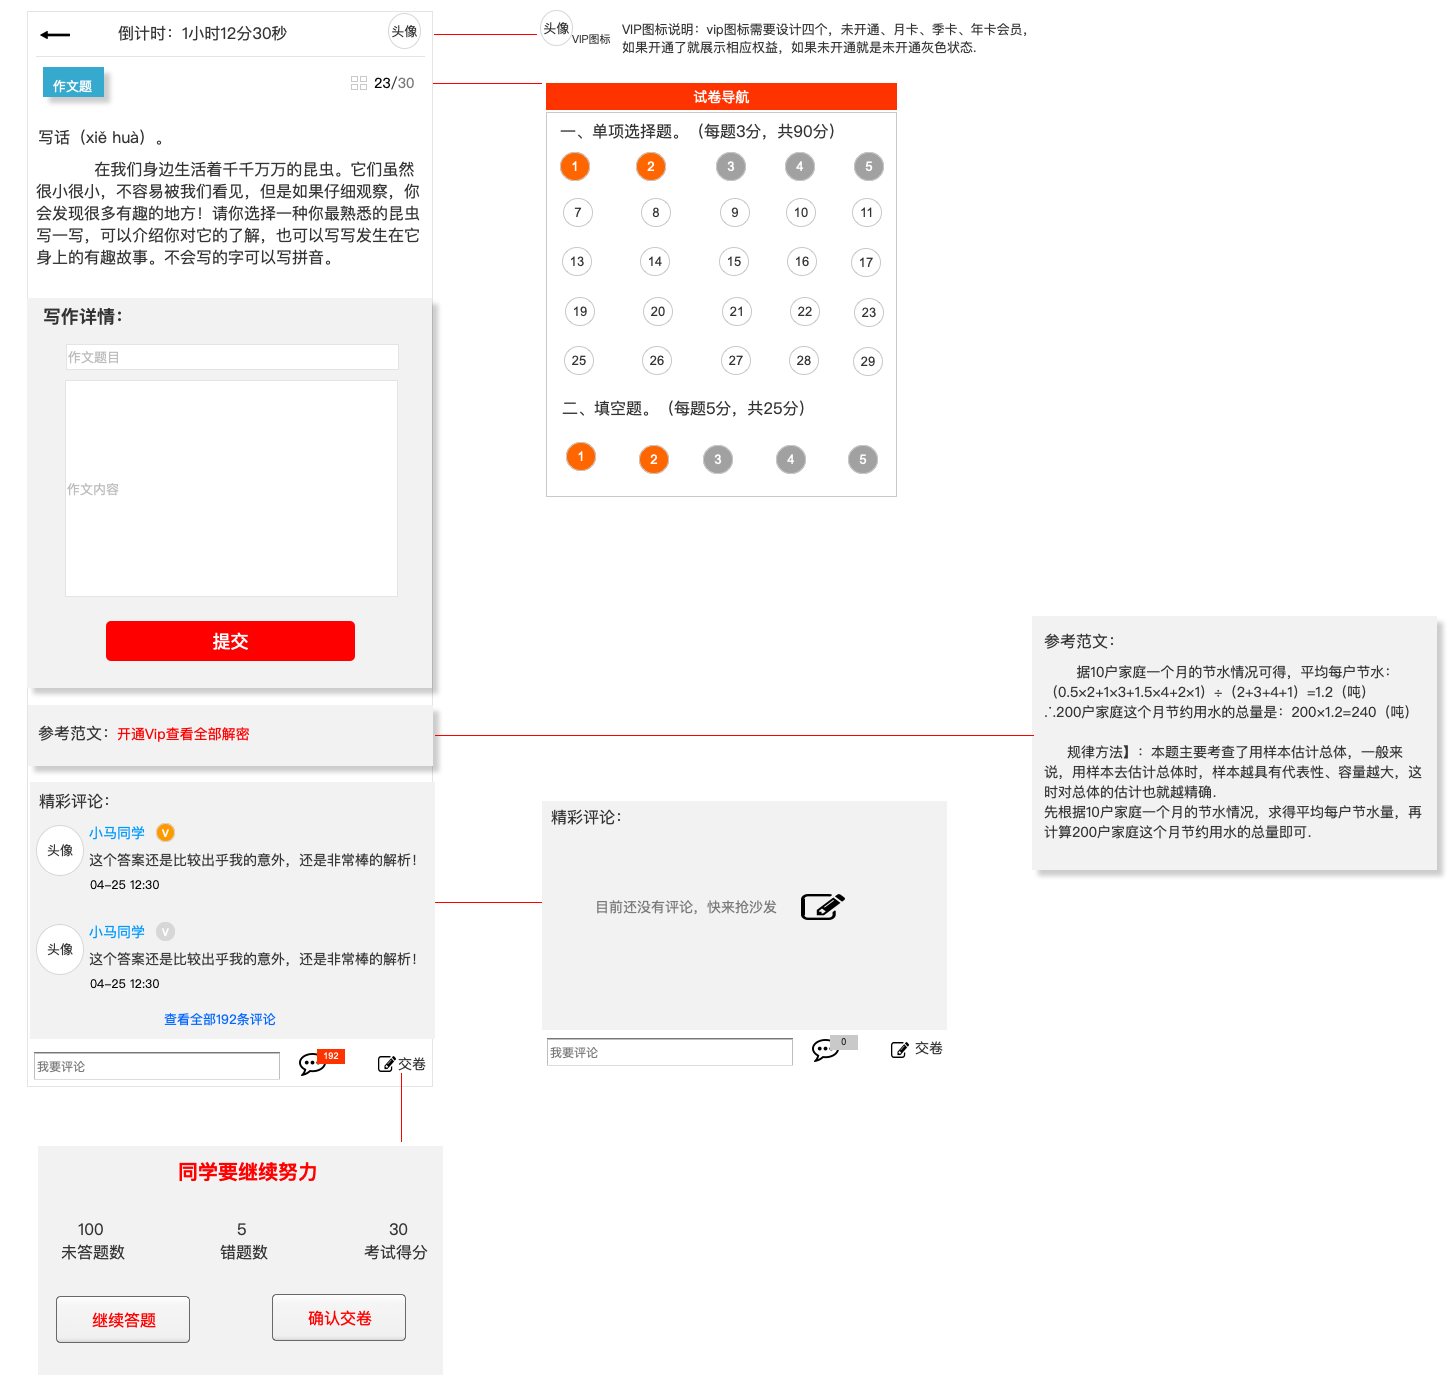 倒计时：1小时12分30秒
头像
作文题
23/30
写话（xiě huà）。
在我们身边生活着千千万万的昆虫。它们虽然
很小很小，不容易被我们看见，但是如果仔细观察，你
会发现很多有趣的地方！请你选择一种你最熟悉的昆虫
写一写，可以介绍你对它的了解，也可以写写发生在它
身上的有趣故事。不会写的字可以写拼音。
写作详情：
作文题目
作文内容
提交
参考范文：开通Vip查看全部解密
精彩评论：
头像
小马同学 V
这个答案还是比较出乎我的意外，还是非常棒的解析！
04-25 12:30
头像
小马同学 V
这个答案还是比较出乎我的意外，还是非常棒的解析！
04-25 12:30
查看全部192条评论
我要评论
192
交卷
同学要继续努力
100 5 30
未答题数 错题数 考试得分
继续答题 确认交卷
头像
VIP图标
VIP图标说明：vip图标需要设计四个，未开通、月卡、季卡、年卡会员，
如果开通了就展示相应权益，如果未开通就是未开通灰色状态.
试卷导航
一、单项选择题。（每题3分，共90分）
1 2 3 4 5
7 8 9 10 11
13 14 15 16 17
19 20 21 22 23
25 26 27 28 29
二、填空题。（每题5分，共25分）
1 2 3 4 5
精彩评论：
目前还没有评论，快来抢沙发
我要评论
0
交卷
参考范文：
据10户家庭一个月的节水情况可得，平均每户节水：
（0.5×2+1×3+1.5×4+2×1）÷（2+3+4+1）=1.2（吨）
∴200户家庭这个月节约用水的总量是：200×1.2=240（吨）
规律方法】：本题主要考查了用样本估计总体，一般来
说，用样本去估计总体时，样本越具有代表性、容量越大，这
时对总体的估计也就越精确.
先根据10户家庭一个月的节水情况，求得平均每户节水量，再
计算200户家庭这个月节约用水的总量即可.